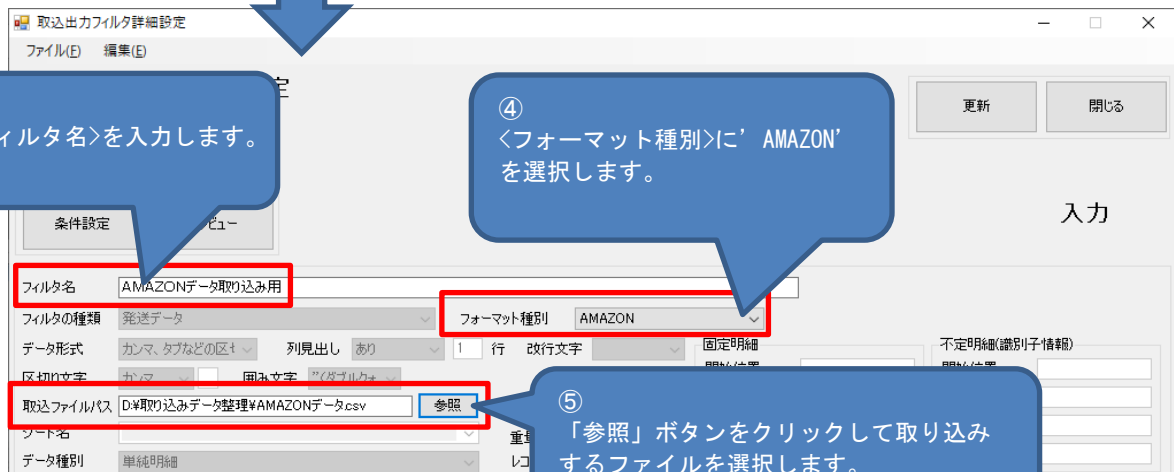 取込出力フィルタ詳細設定
ファイル(F) 編集(E)
定
更新
閉じる
ィルタ名>を入力します。
④
<フォーマット種別>に’AMAZON’
を選択します。
入力
条件設定
ビュー
フィルタ名 AMAZONデータ取り込み用
フィルタの種類 発送データ フォーマット種別 AMAZON
データ形式 カンマ、タブなどの区 列見出し あり 1 行 改行文字 固定明細 不定明細(識別子情報)
区切り文字 カンマ 囲み文字 "(ダブルクォ 開始位置 開始位置
取込ファイルパス D:¥取り込みデータ整理¥AMAZONデータ.csv 参照
⑤
「参照」ボタンをクリックして取り込み
するファイルを選択します。
シート名
データ種別 単純明細 レコ